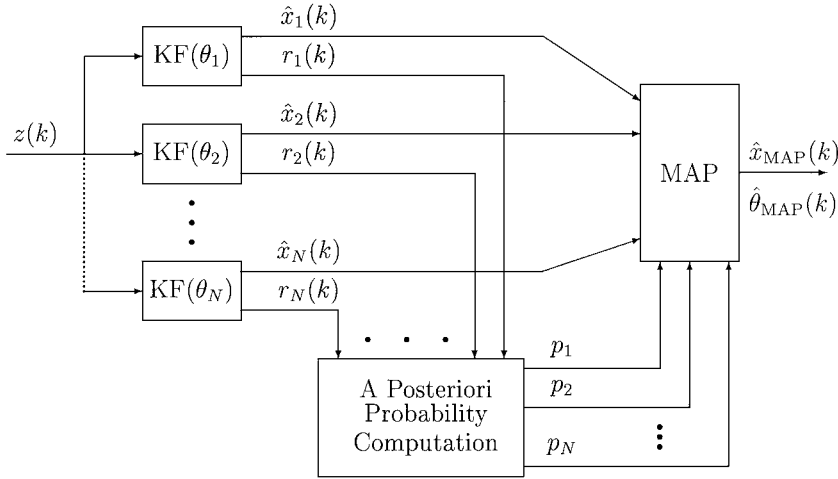 x̂₁(k)
KF(θ₁)
r₁(k)
z(k)
x̂₂(k)
KF(θ₂)
r₂(k)
MAP
x̂_MAP(k)
θ̂_MAP(k)
x̂_N(k)
KF(θ_N)
r_N(k)
A Posteriori
Probability
Computation
p₁
p₂
p_N